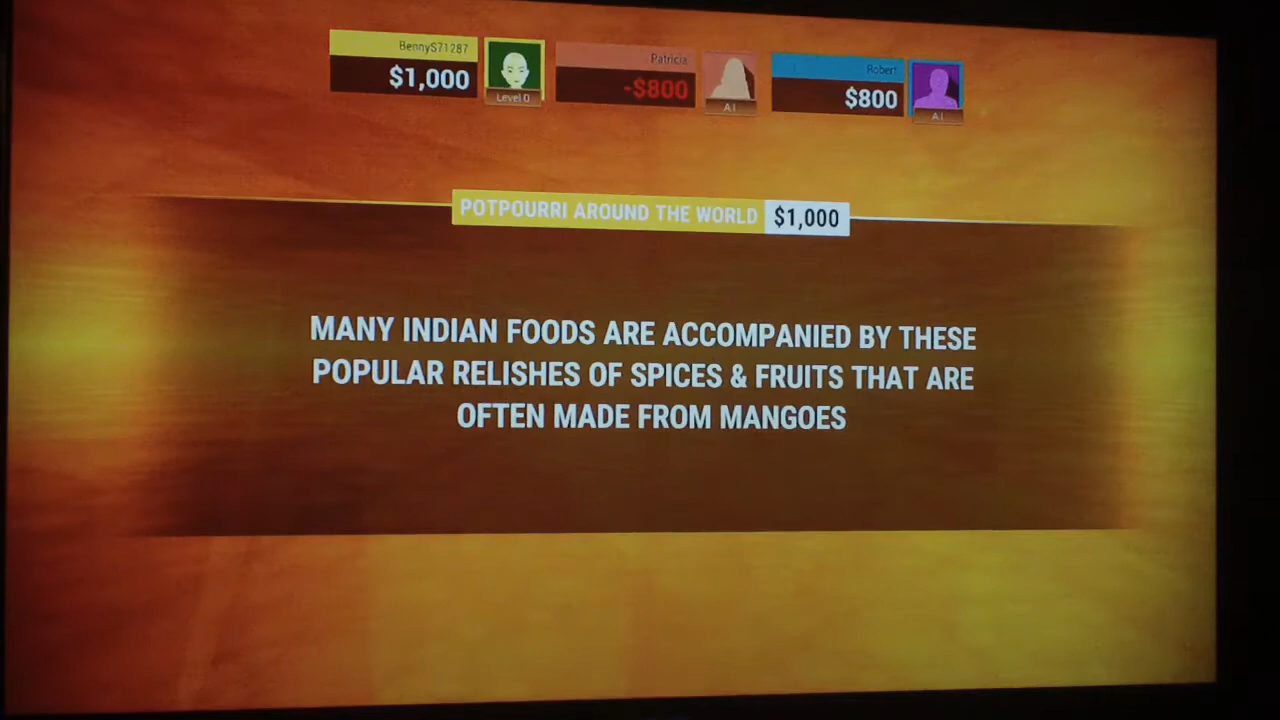 BennyS71287
$1,000
Level 0
Patricia
-$800
AI
Robert
$800
AI
POTPOURRI AROUND THE WORLD $1,000
MANY INDIAN FOODS ARE ACCOMPANIED BY THESE
POPULAR RELISHES OF SPICES & FRUITS THAT ARE
OFTEN MADE FROM MANGOES